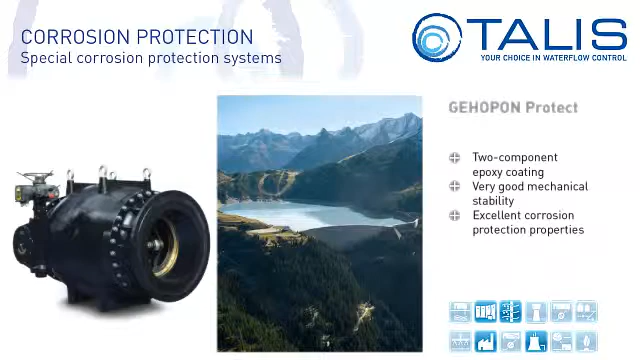 CORROSION PROTECTION
Special corrosion protection systems
TALIS
YOUR CHOICE IN WATERFLOW CONTROL
GEHOPON Protect
Two-component
epoxy coating
Very good mechanical
stability
Excellent corrosion
protection properties